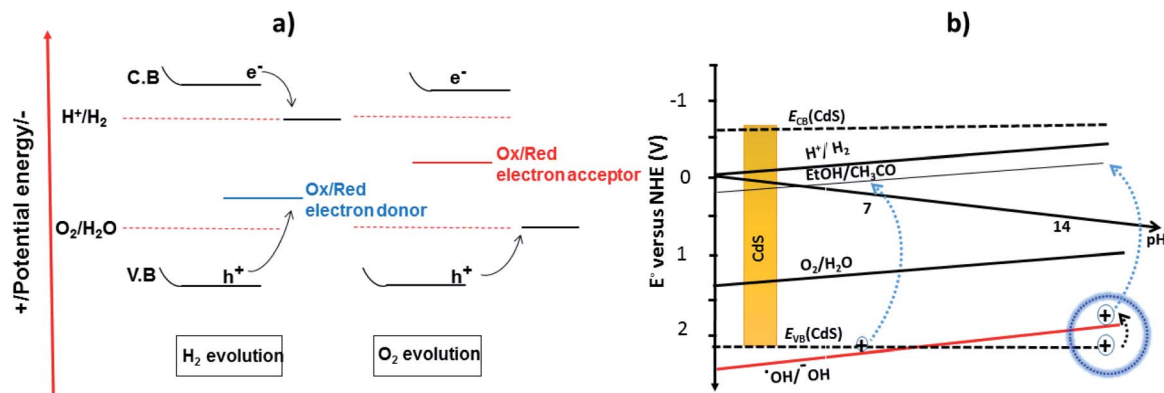 a)
+/Potential energy/-
C.B
e-
e-
H+/H2
Ox/Red
electron acceptor
Ox/Red
electron donor
O2/H2O
V.B
h+
h+
H2 evolution
O2 evolution
b)
E° versus NHE (V)
-1
0
1
2
ECB(CdS)
H+/ H2
EtOH/CH3CO
7
14
pH
CdS
O2/H2O
EVB(CdS)
+
+
+
•OH/-OH